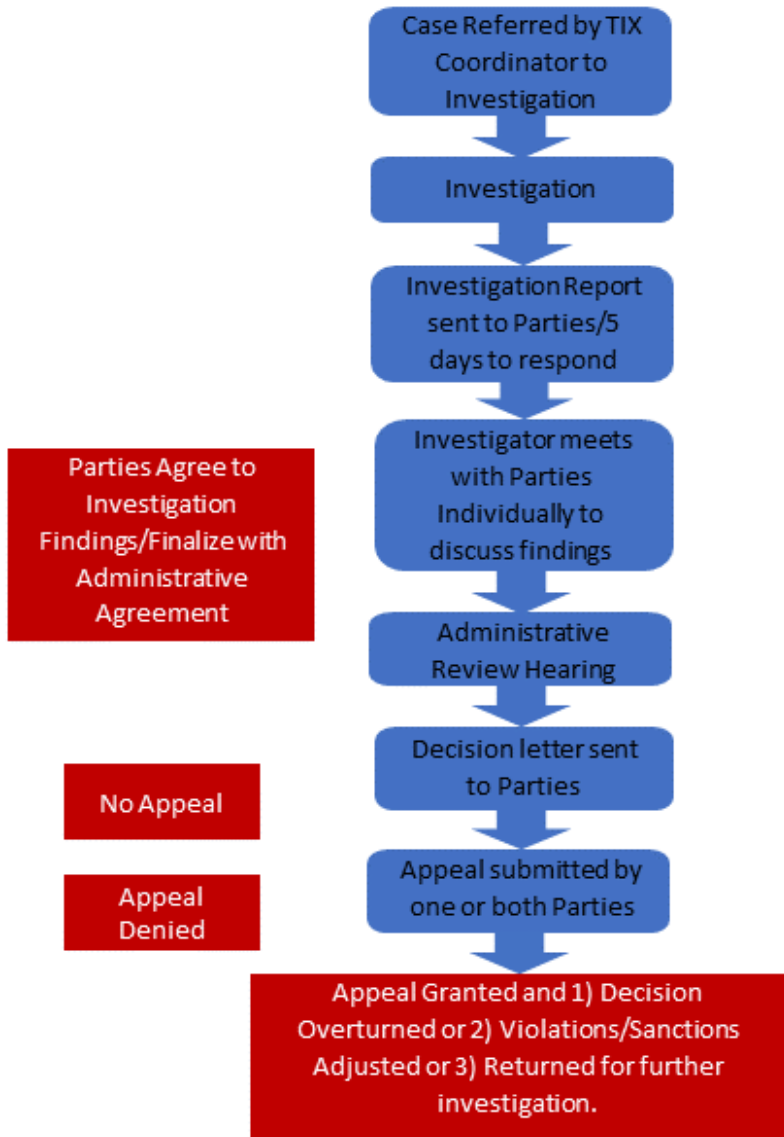 Case Referred by TIX
Coordinator to
Investigation
Investigation
Investigation Report
sent to Parties/5
days to respond
Investigator meets
with Parties
Individually to
discuss findings
Parties Agree to
Investigation
Findings/Finalize with
Administrative
Agreement
Administrative
Review Hearing
Decision letter sent
to Parties
No Appeal
Appeal submitted by
one or both Parties
Appeal
Denied
Appeal Granted and 1) Decision
Overturned or 2) Violations/Sanctions
Adjusted or 3) Returned for further
investigation.